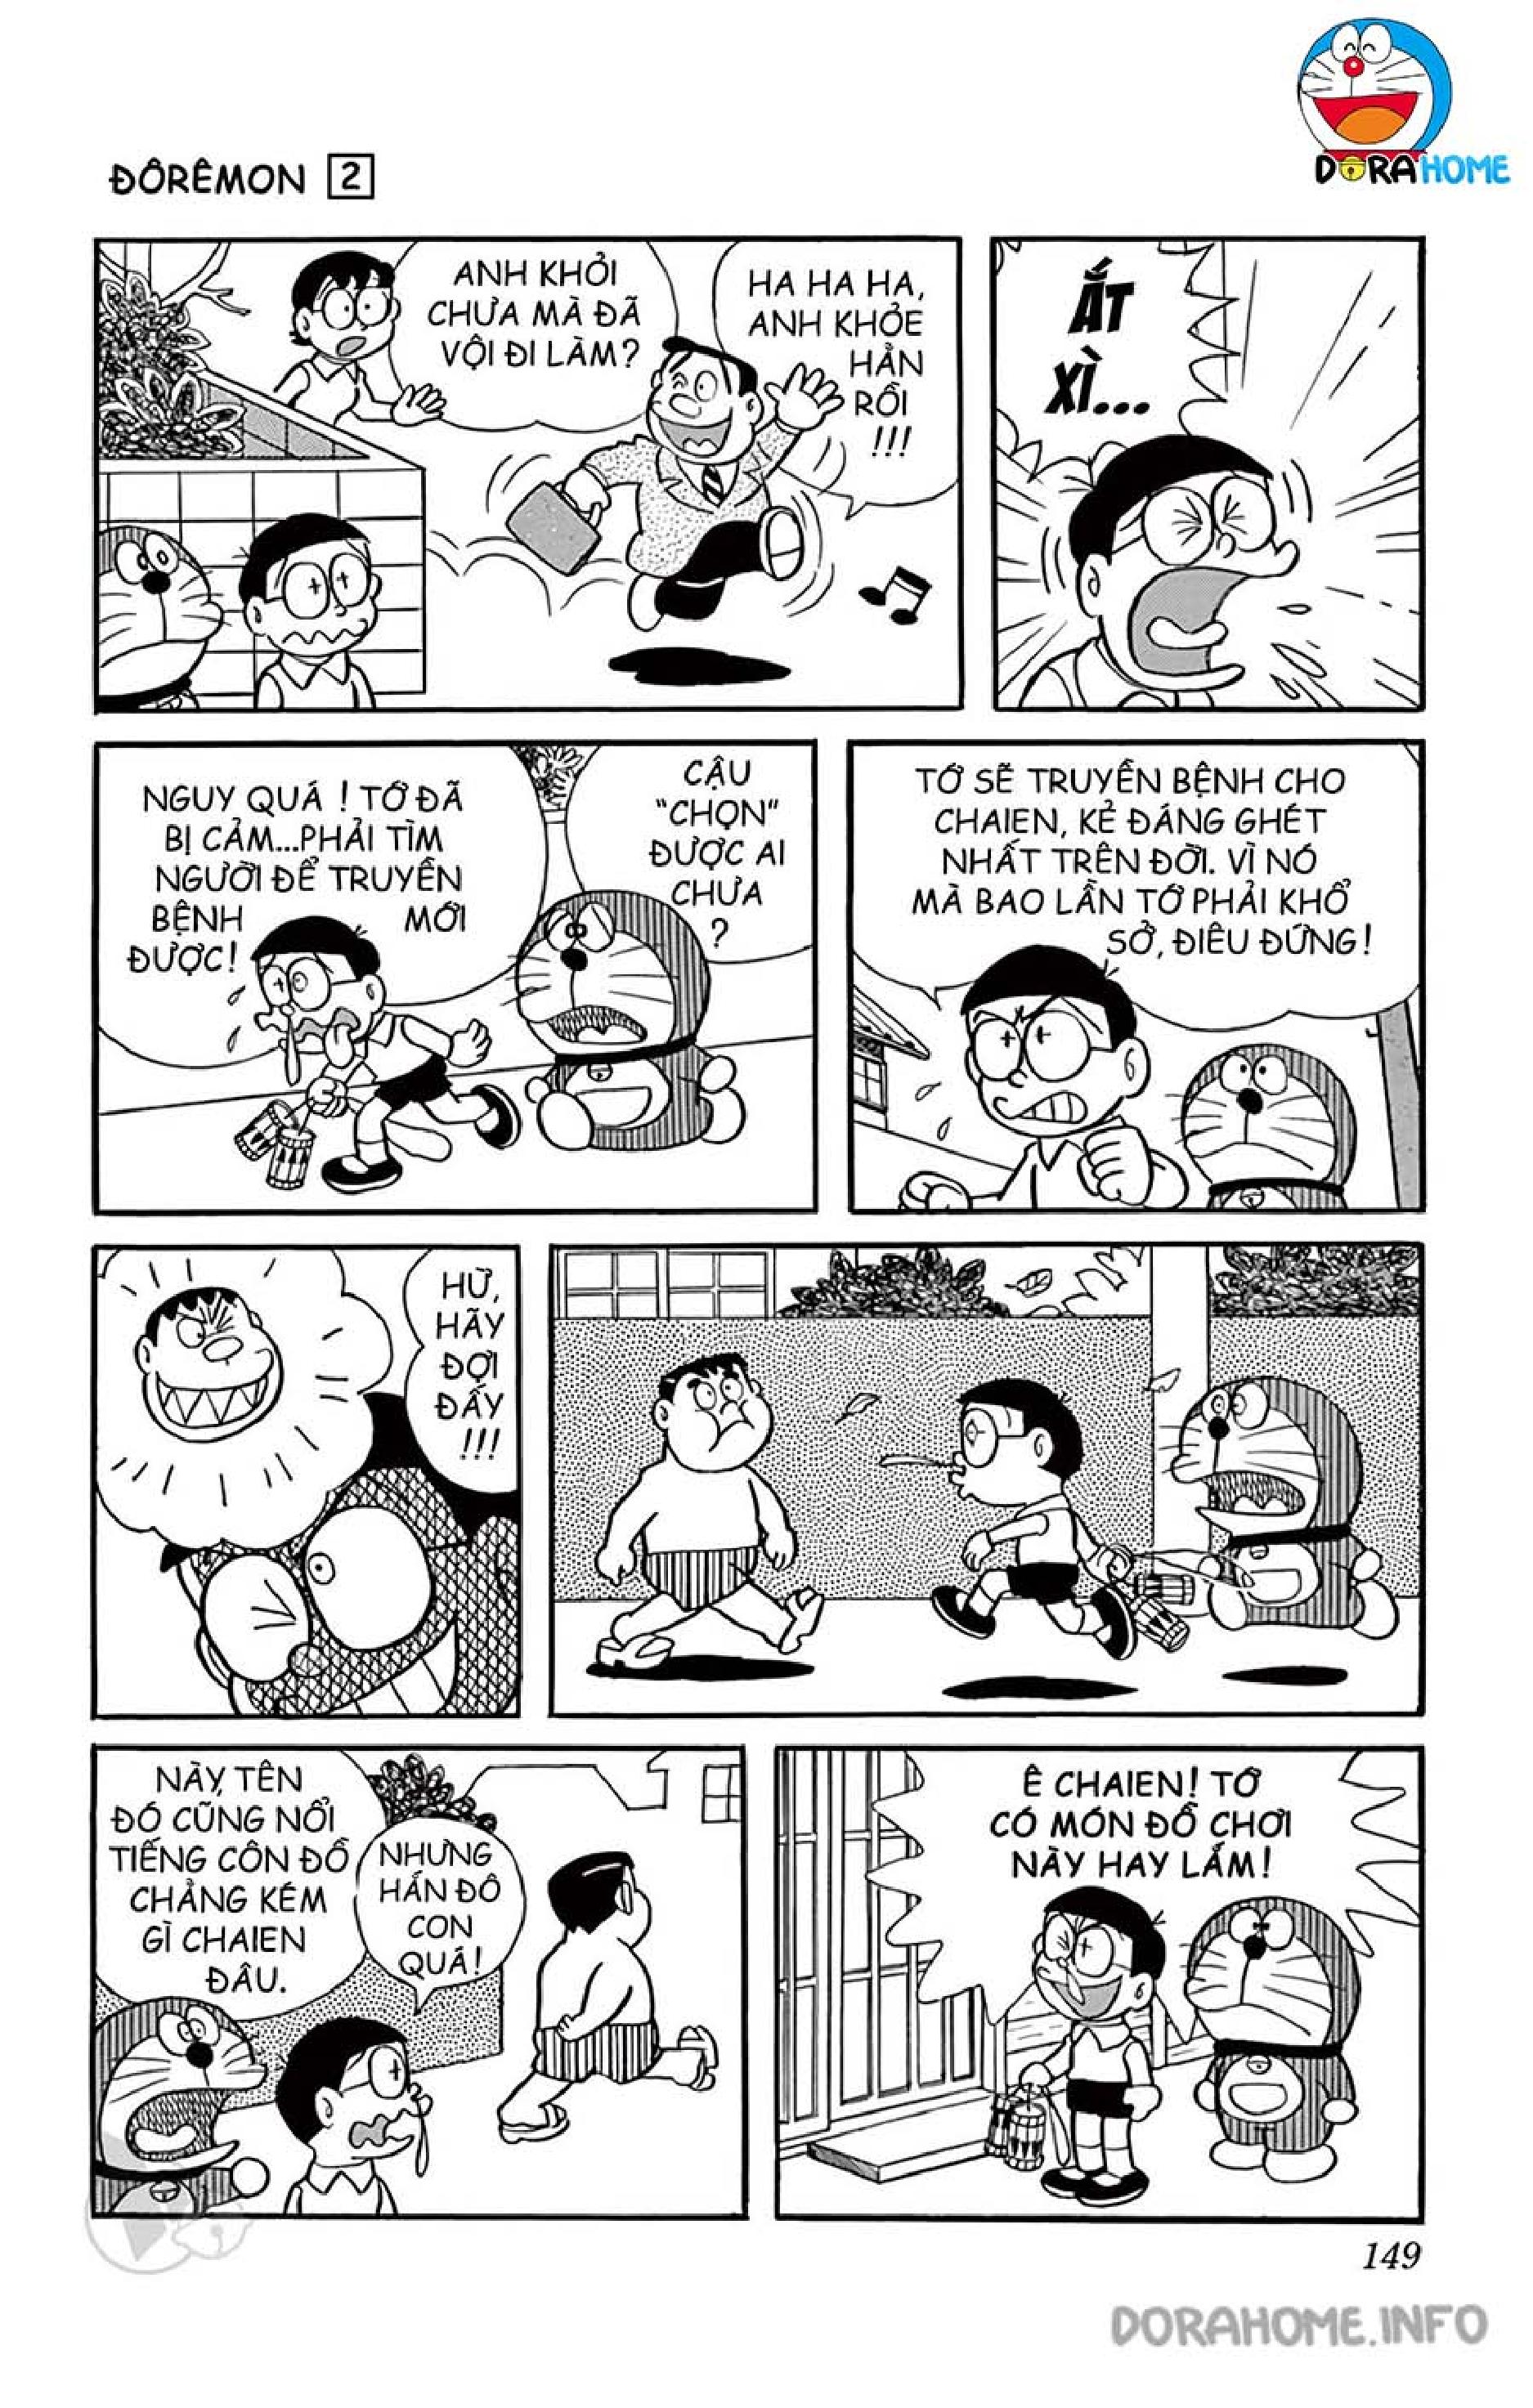 DORAHOME
ĐÔRÊMON 2
ANH KHỎI
CHƯA MÀ ĐÃ
VỘI ĐI LÀM?
HA HA HA,
ANH KHỎE
HẲN
RỒI
!!!
ẮT
XÌ...
NGUY QUÁ ! TỚ ĐÃ
BỊ CẢM...PHẢI TÌM
NGƯỜI ĐỂ TRUYỀN
BỆNH MỚI
ĐƯỢC!
CẬU
“CHỌN”
ĐƯỢC AI
CHƯA
?
TỚ SẼ TRUYỀN BỆNH CHO
CHAIEN, KẺ ĐÁNG GHÉT
NHẤT TRÊN ĐỜI. VÌ NÓ
MÀ BAO LẦN TỚ PHẢI KHỔ
SỞ, ĐIÊU ĐỨNG!
HỪ,
HÃY
ĐỢI
ĐẤY
!!!
NÀY, TÊN
ĐÓ CŨNG NỔI
TIẾNG CÔN ĐỒ
CHẲNG KÉM
GÌ CHAIEN
ĐÂU.
NHƯNG
HẮN ĐÔ
CON
QUÁ!
Ê CHAIEN! TỚ
CÓ MÓN ĐỒ CHƠI
NÀY HAY LẮM!
149
DORAHOME.INFO